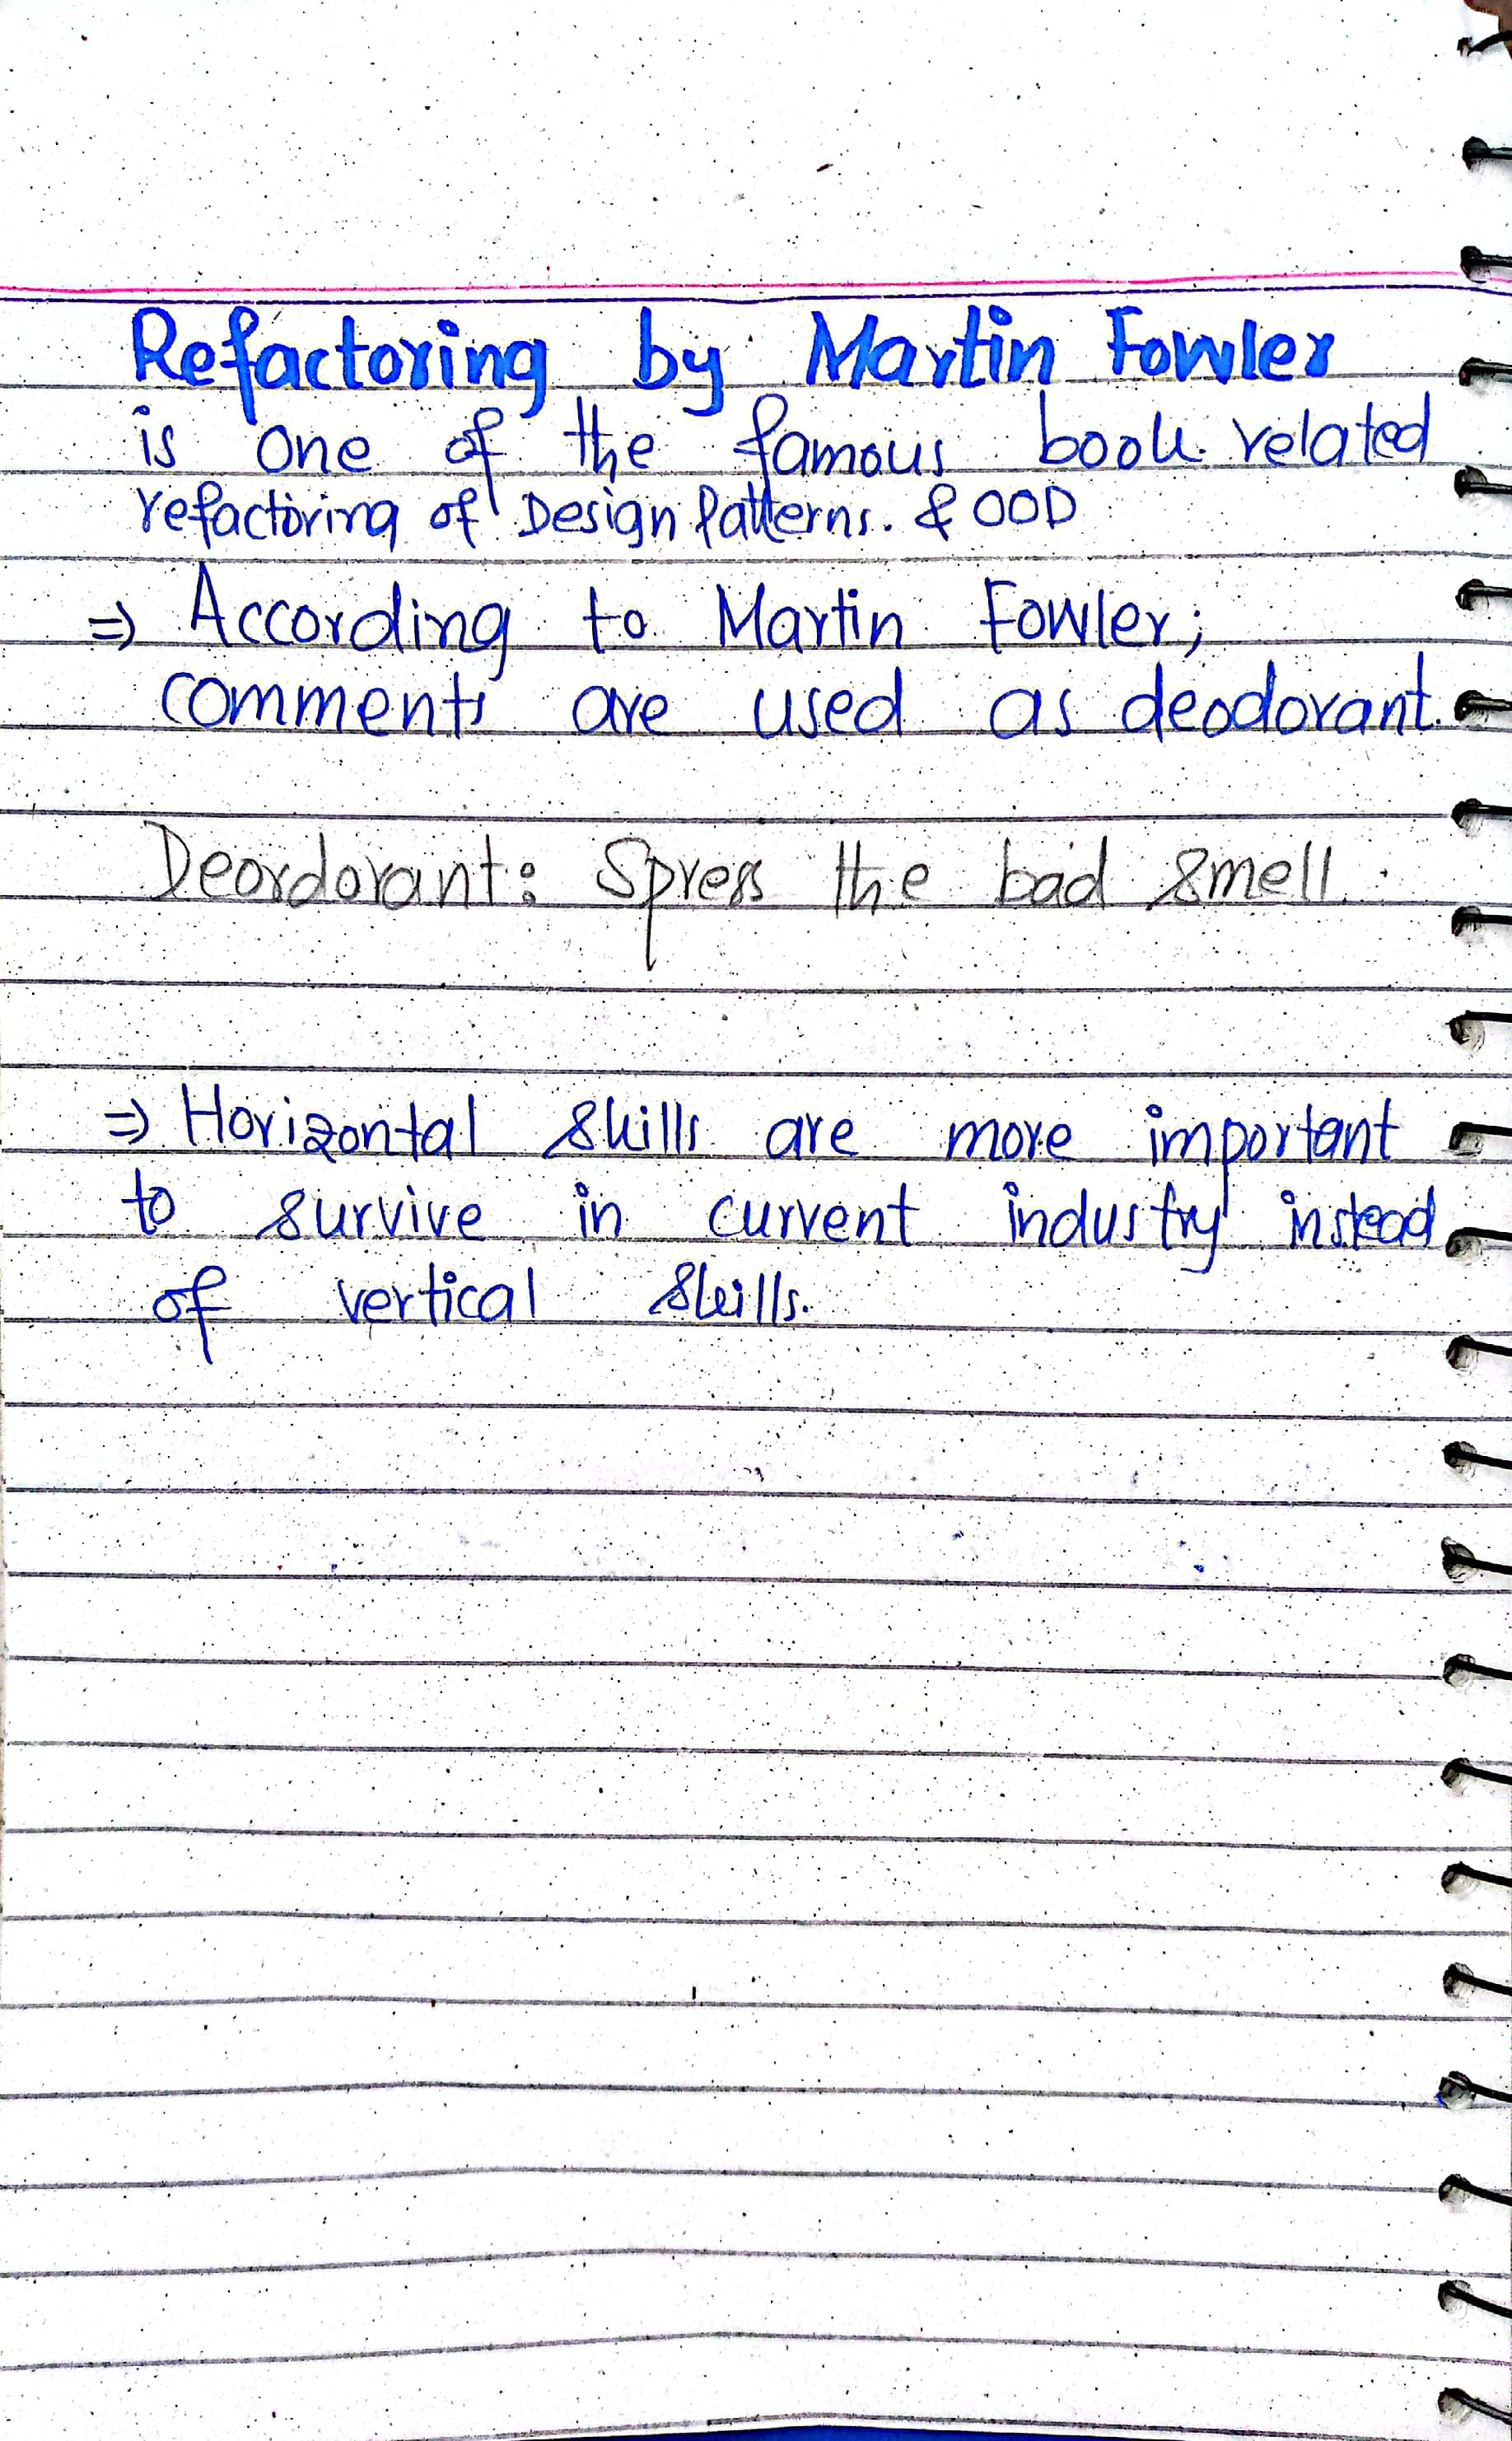 Refactoring by Martin Fowler
is one of the famous book related
refactoring of Design Patterns. & OOD
⇒ According to Martin Fowler;
comments are used as deodorant.
Deordorant: Spress the bad smell.
⇒ Horizontal skills are more important
to survive in current industry instead
of vertical skills.